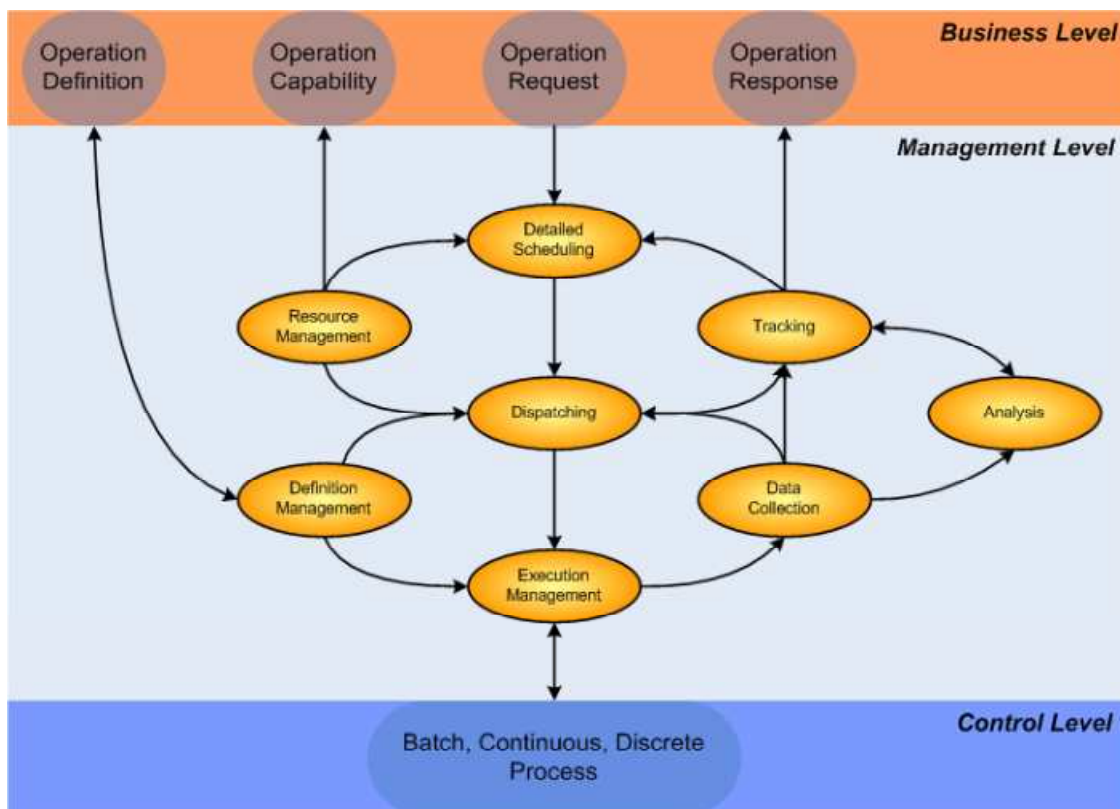 Business Level
Operation
Definition
Operation
Capability
Operation
Request
Operation
Response
Management Level
Detailed
Scheduling
Resource
Management
Tracking
Dispatching
Analysis
Definition
Management
Data
Collection
Execution
Management
Control Level
Batch, Continuous, Discrete
Process